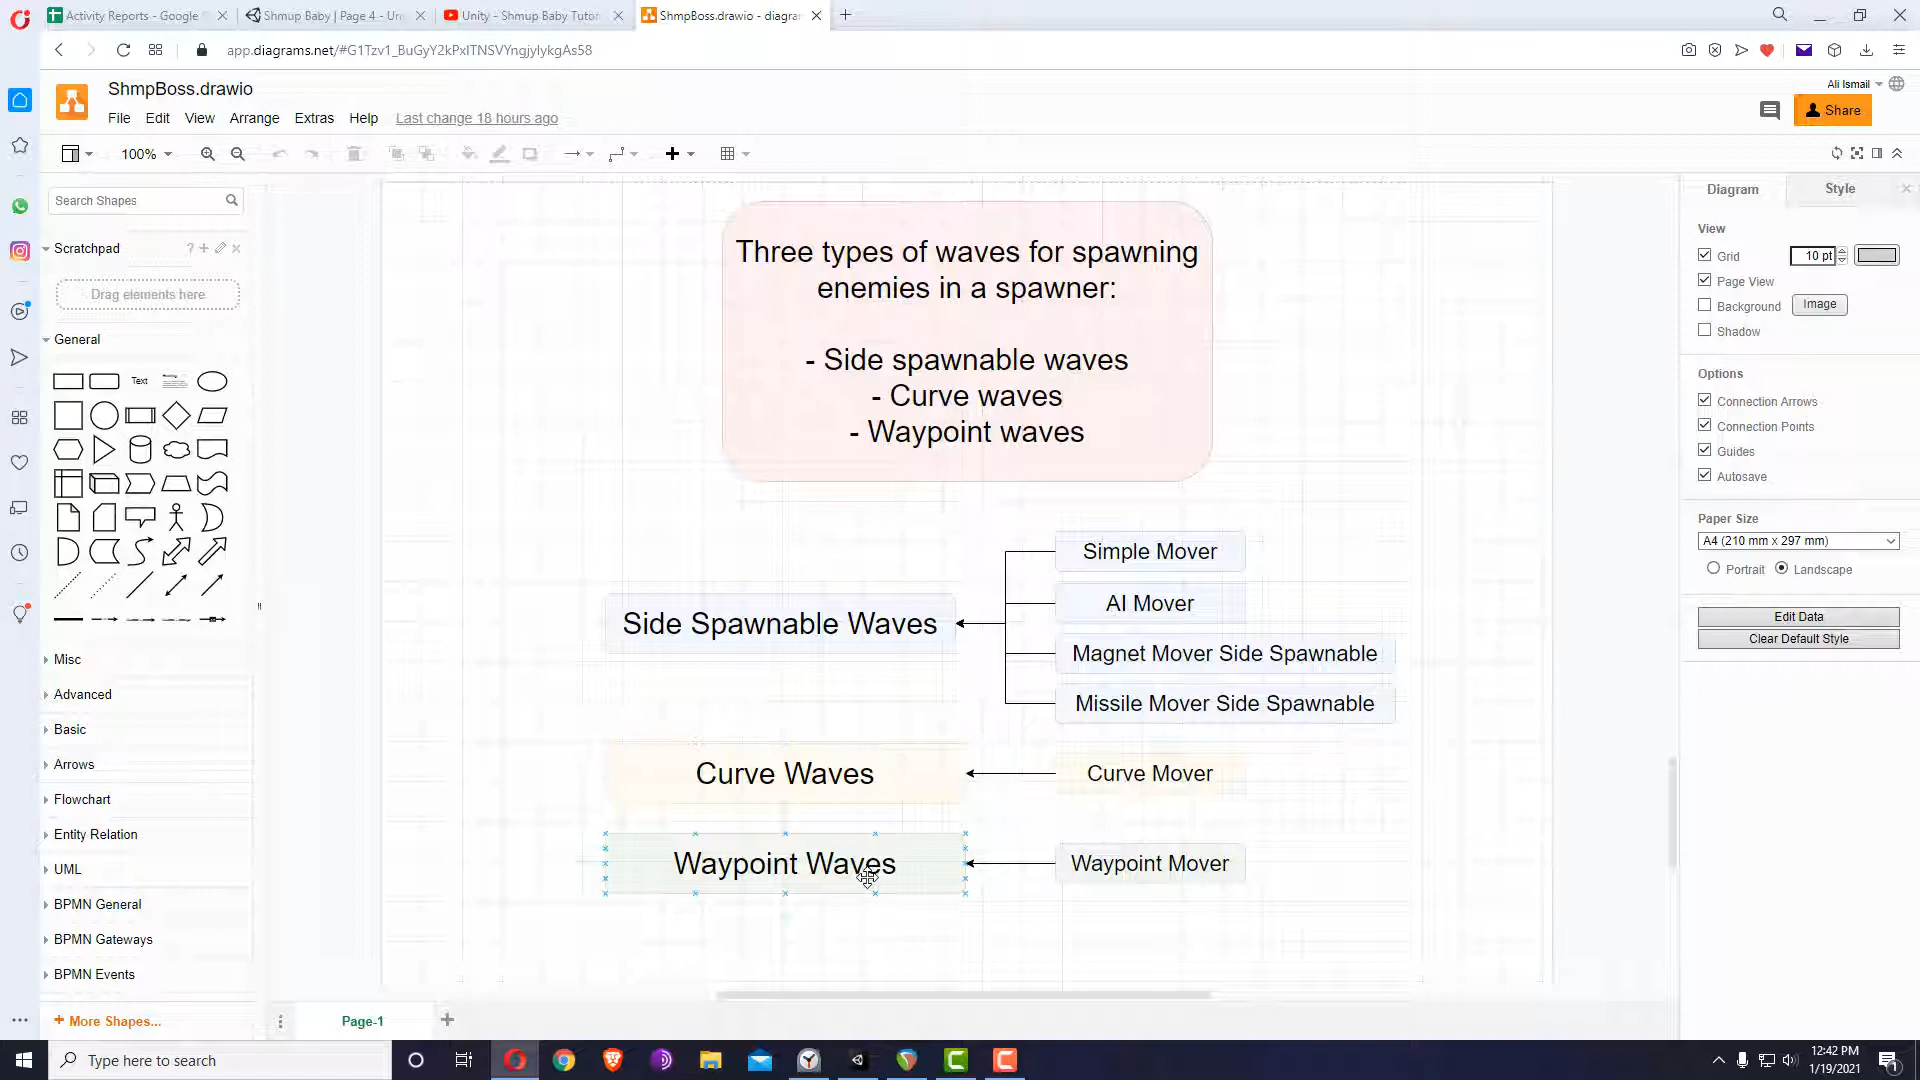 Activity Reports - Google
Shmup Baby | Page 4 - Un
Unity - Shmup Baby Tutor
ShmpBoss.drawio - diagra
app.diagrams.net/#G1Tzv1_BuGyY2kPxITNSVYngjylykgAs58
ShmpBoss.drawio
Ali Ismail
File Edit View Arrange Extras Help Last change 18 hours ago
Share
100%
Search Shapes
Scratchpad
Drag elements here
General
Text
Misc
Advanced
Basic
Arrows
Flowchart
Entity Relation
UML
BPMN General
BPMN Gateways
BPMN Events
More Shapes...
Three types of waves for spawning
enemies in a spawner:
- Side spawnable waves
- Curve waves
- Waypoint waves
Side Spawnable Waves
Simple Mover
AI Mover
Magnet Mover Side Spawnable
Missile Mover Side Spawnable
Curve Waves
Curve Mover
Waypoint Waves
Waypoint Mover
Diagram
Style
View
Grid
10 pt
Page View
Background
Image
Shadow
Options
Connection Arrows
Connection Points
Guides
Autosave
Paper Size
A4 (210 mm x 297 mm)
Portrait
Landscape
Edit Data
Clear Default Style
Page-1
Type here to search
12:42 PM
1/19/2021
1